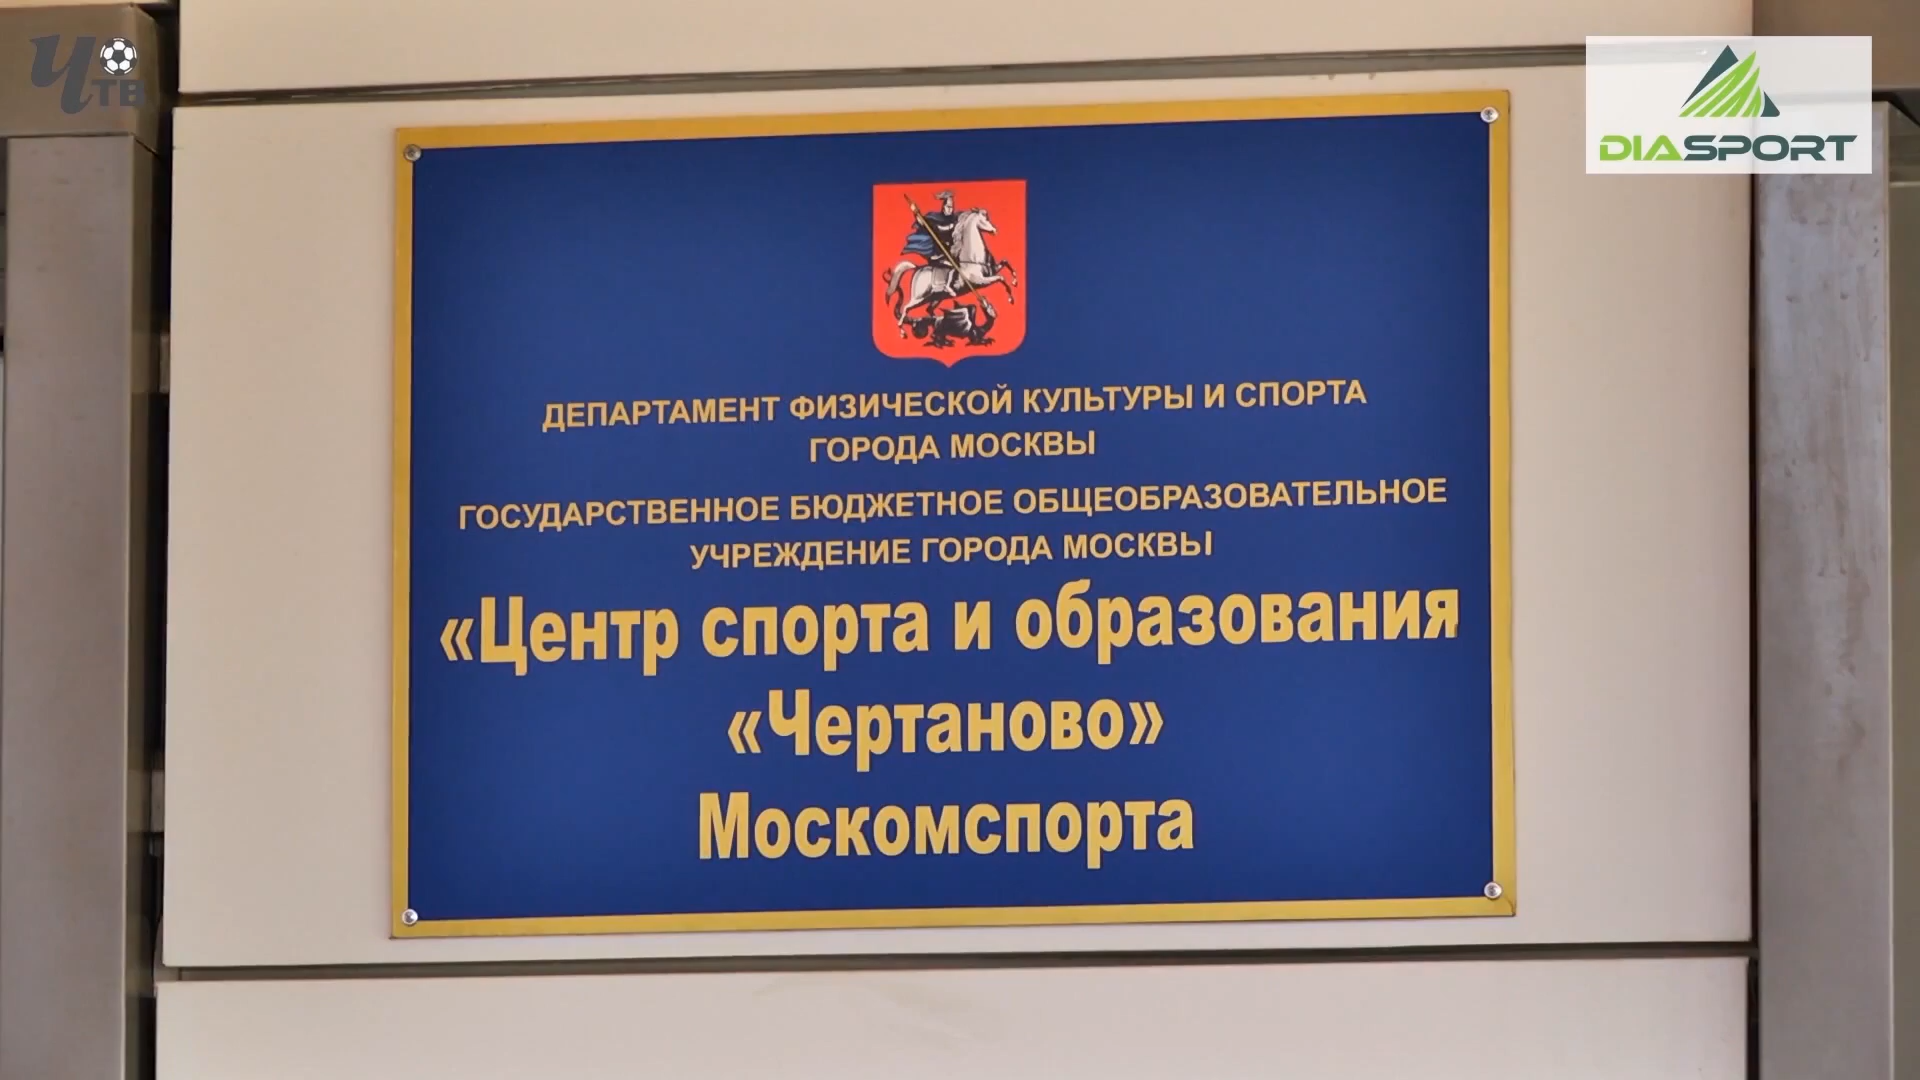 ЧТВ
DIASPORT
ДЕПАРТАМЕНТ ФИЗИЧЕСКОЙ КУЛЬТУРЫ И СПОРТА
ГОРОДА МОСКВЫ
ГОСУДАРСТВЕННОЕ БЮДЖЕТНОЕ ОБЩЕОБРАЗОВАТЕЛЬНОЕ
УЧРЕЖДЕНИЕ ГОРОДА МОСКВЫ
«Центр спорта и образования
«Чертаново»
Москомспорта